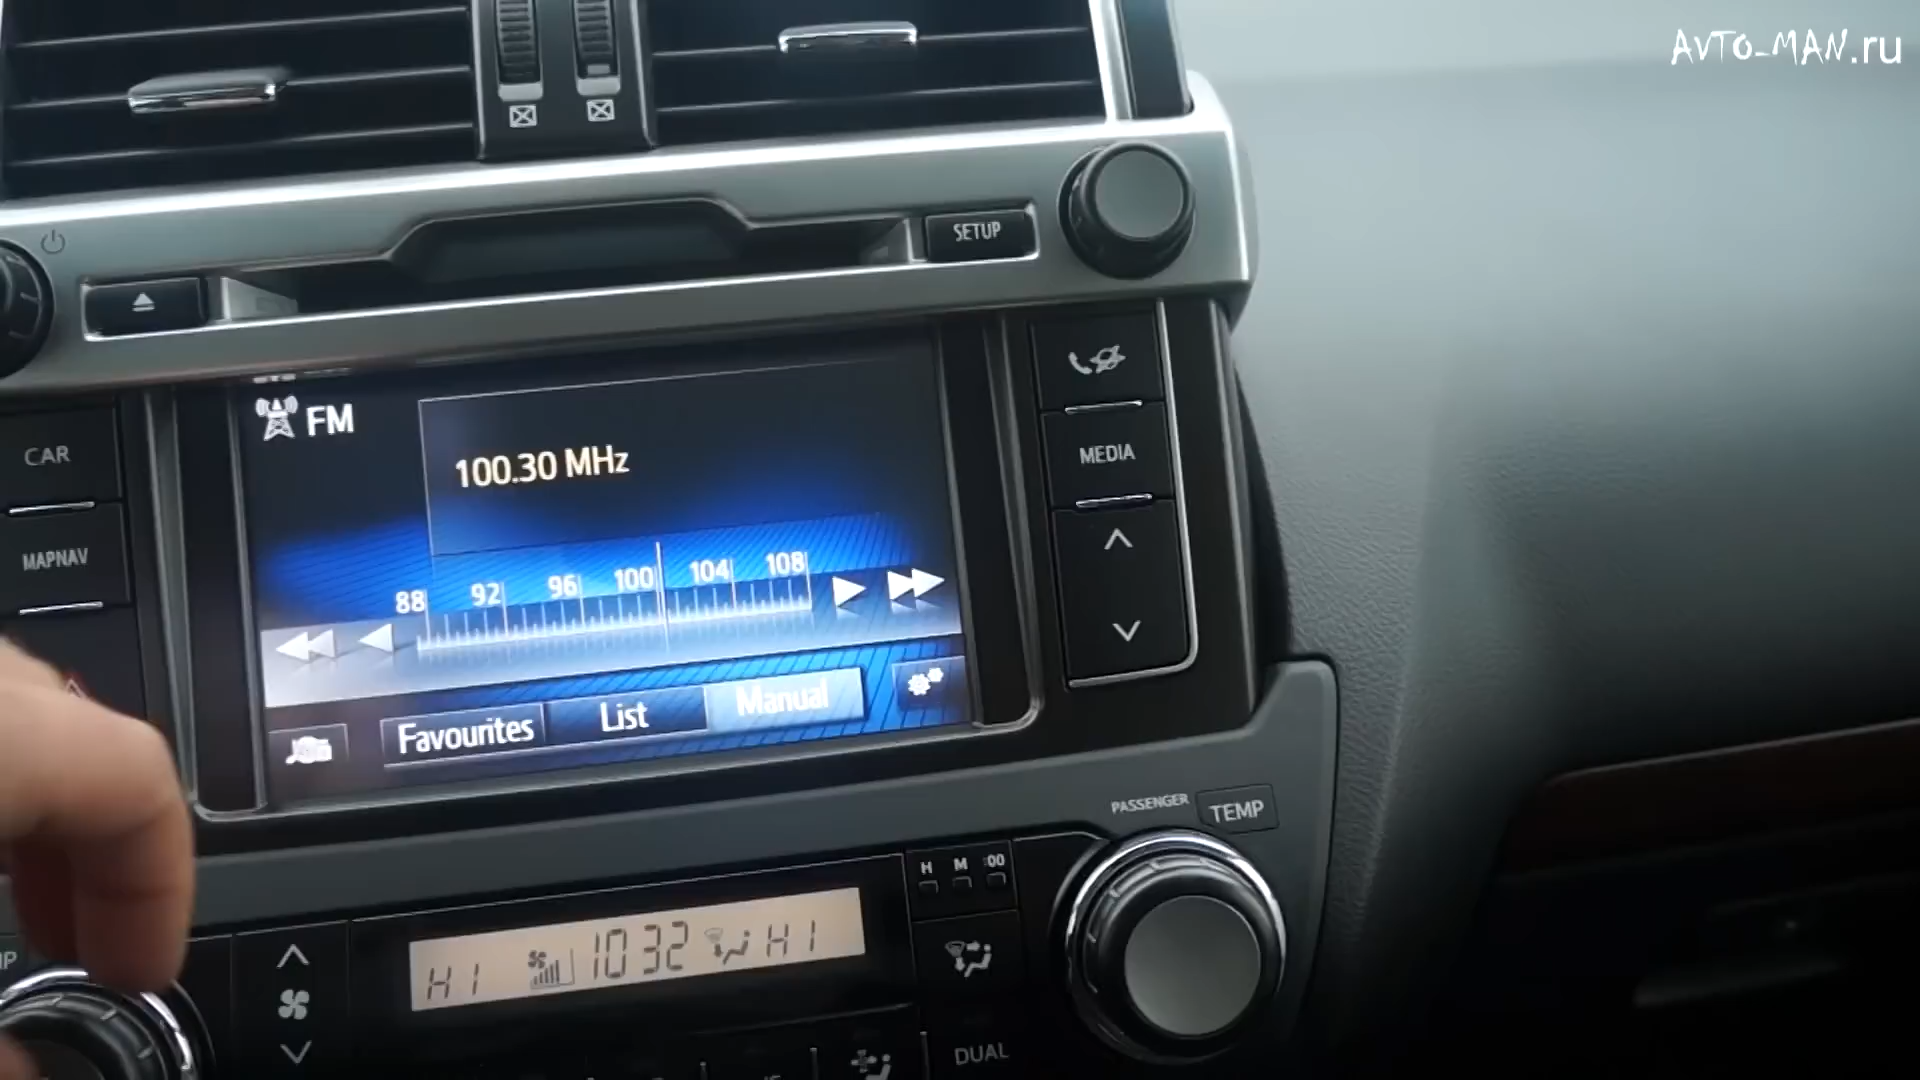 AVTO-MAN.ru
SETUP
FM
CAR
100.30 MHz
MEDIA
MAPNAV
88 92 96 100 104 108
Favourites List Manual
PASSENGER TEMP
H M :00
HI 10 32 HI
DUAL